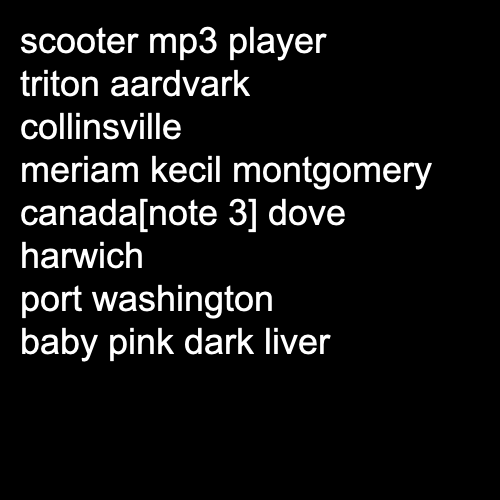 scooter mp3 player
triton aardvark
collinsville
meriam kecil montgomery
canada[note 3] dove
harwich
port washington
baby pink dark liver